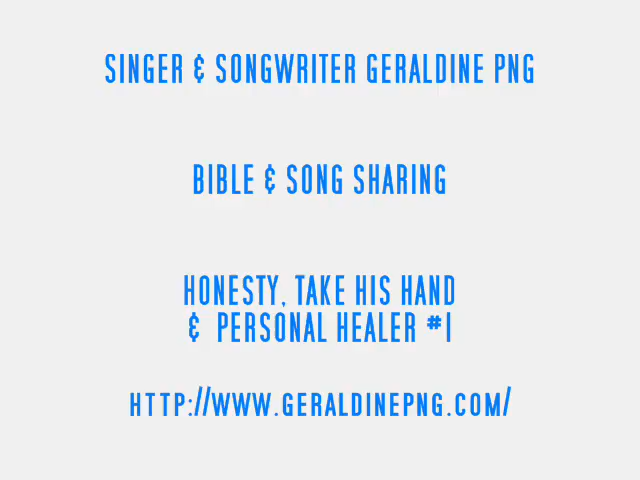 SINGER & SONGWRITER GERALDINE PNG
BIBLE & SONG SHARING
HONESTY, TAKE HIS HAND
& PERSONAL HEALER #1
HTTP://WWW.GERALDINEPNG.COM/